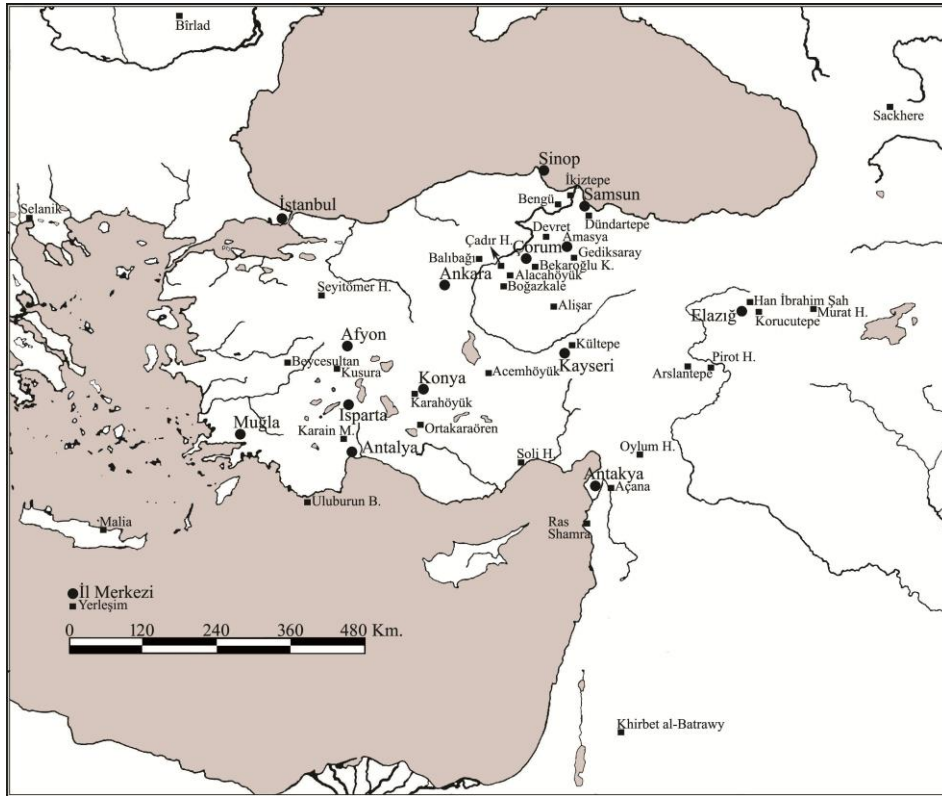 Bîrlad
Sackhere
Sinop
İkiztepe
Bengü
Samsun
Selanik
İstanbul
Dündartepe
Devret
Amasya
Çadır H.
Çorum
Gediksaray
Balıbağı
Bekaroğlu K.
Ankara
Alacahöyük
Boğazkale
Seyitömer H.
Alişar
Han İbrahim Şah
Elazığ
Korucutepe
Murat H.
Afyon
Kültepe
Beycesultan
Kusura
Acemhöyük
Kayseri
Pirot H.
Arslantepe
Konya
Karahöyük
Isparta
Muğla
Karain M.
Ortakaraören
Antalya
Soli H.
Oylum H.
Antakya
Açana
Uluburun B.
Malia
Ras
Shamra
İl Merkezi
Yerleşim
0 120 240 360 480 Km.
Khirbet al-Batrawy